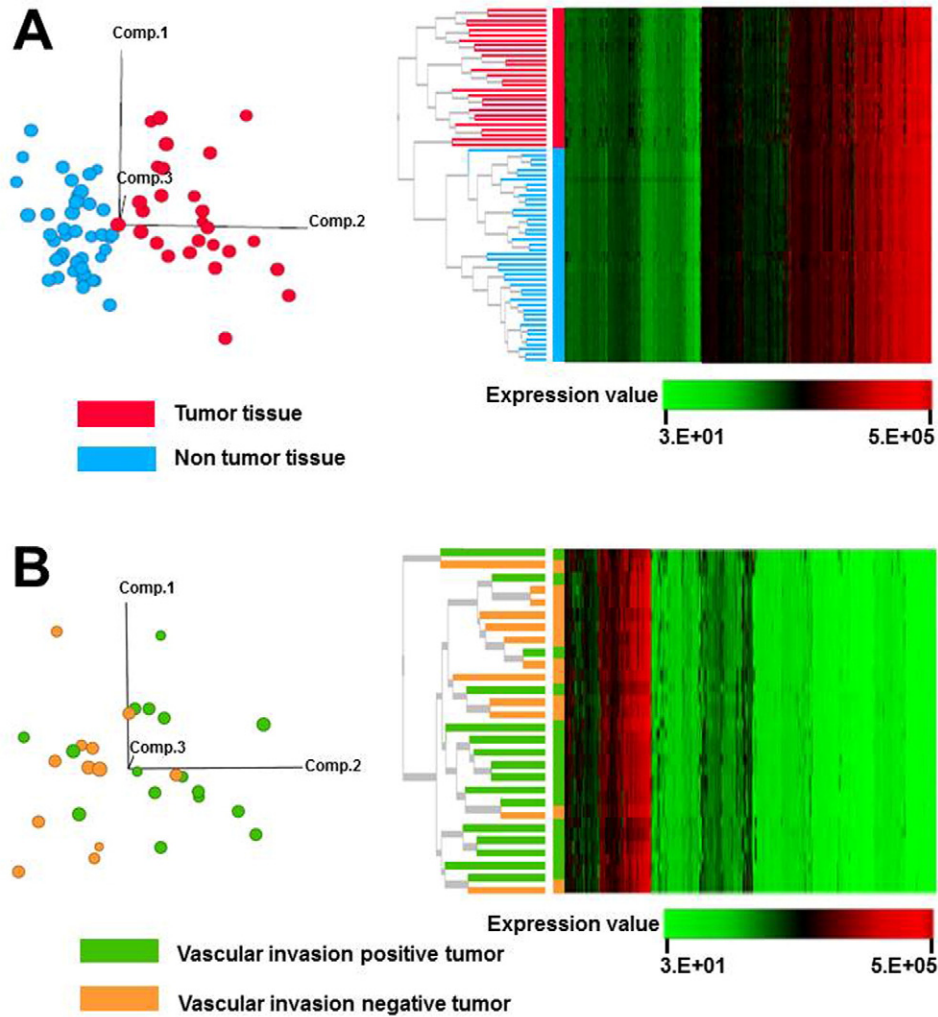 A
Comp.1
Comp.3
Comp.2
Expression value
3.E+01
5.E+05
Tumor tissue
Non tumor tissue
B
Comp.1
Comp.3
Comp.2
Expression value
3.E+01
5.E+05
Vascular invasion positive tumor
Vascular invasion negative tumor